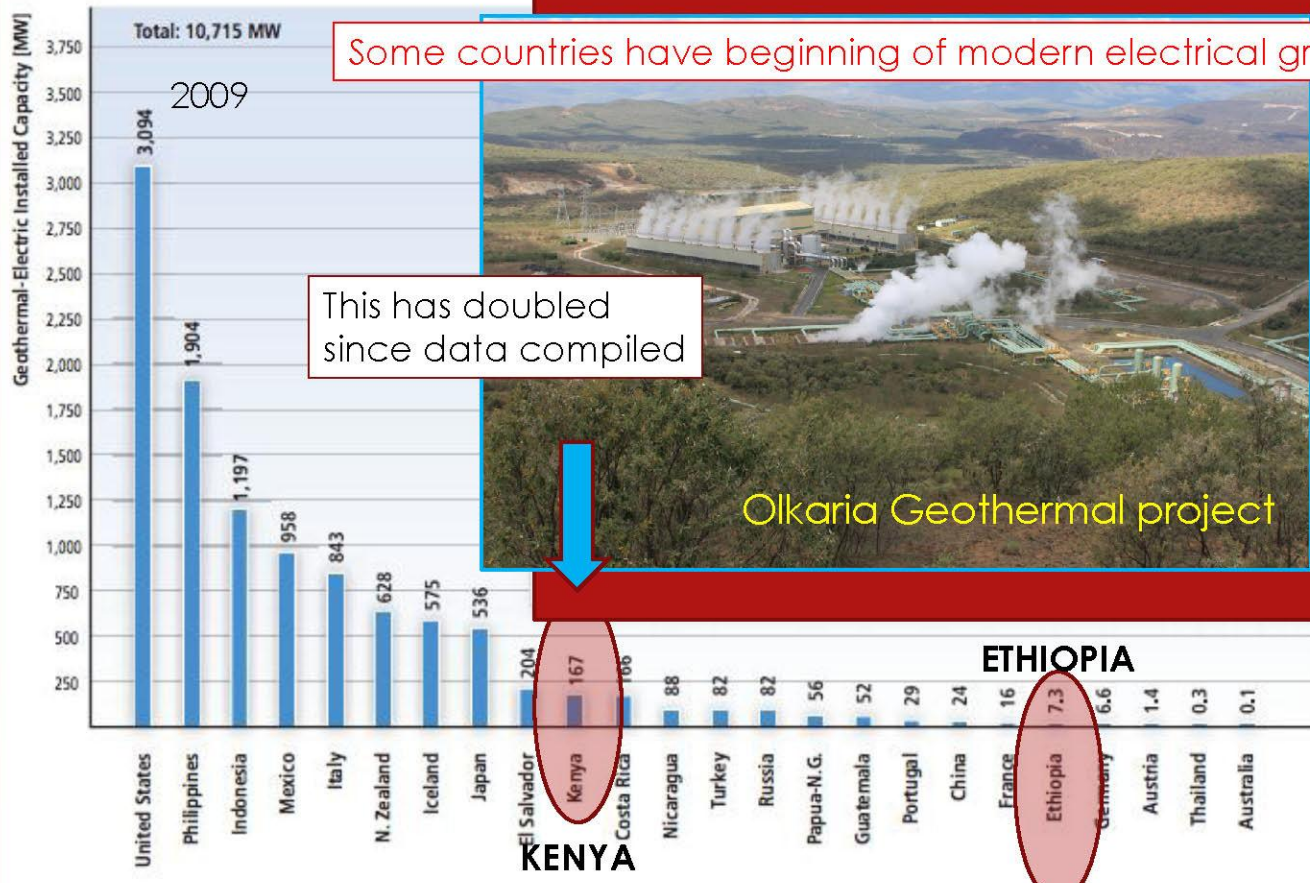 Total: 10,715 MW
2009
Some countries have beginning of modern electrical
Geothermal-Electric Installed Capacity [MW]
3,750
3,500
3,250
3,000
2,750
2,500
2,250
2,000
1,750
1,500
1,250
1,000
750
500
250
This has doubled
since data compiled
Olkaria Geothermal project
3,094
1,904
1,197
958
843
628
575
536
204
167
166
88
82
82
56
52
29
24
16
7.3
6.6
1.4
0.3
0.1
ETHIOPIA
United States
Philippines
Indonesia
Mexico
Italy
N. Zealand
Iceland
Japan
El Salvador
Kenya
Costa Rica
Nicaragua
Turkey
Russia
Papua-N.G.
Guatemala
Portugal
China
France
Ethiopia
Germany
Austria
Thailand
Australia
KENYA